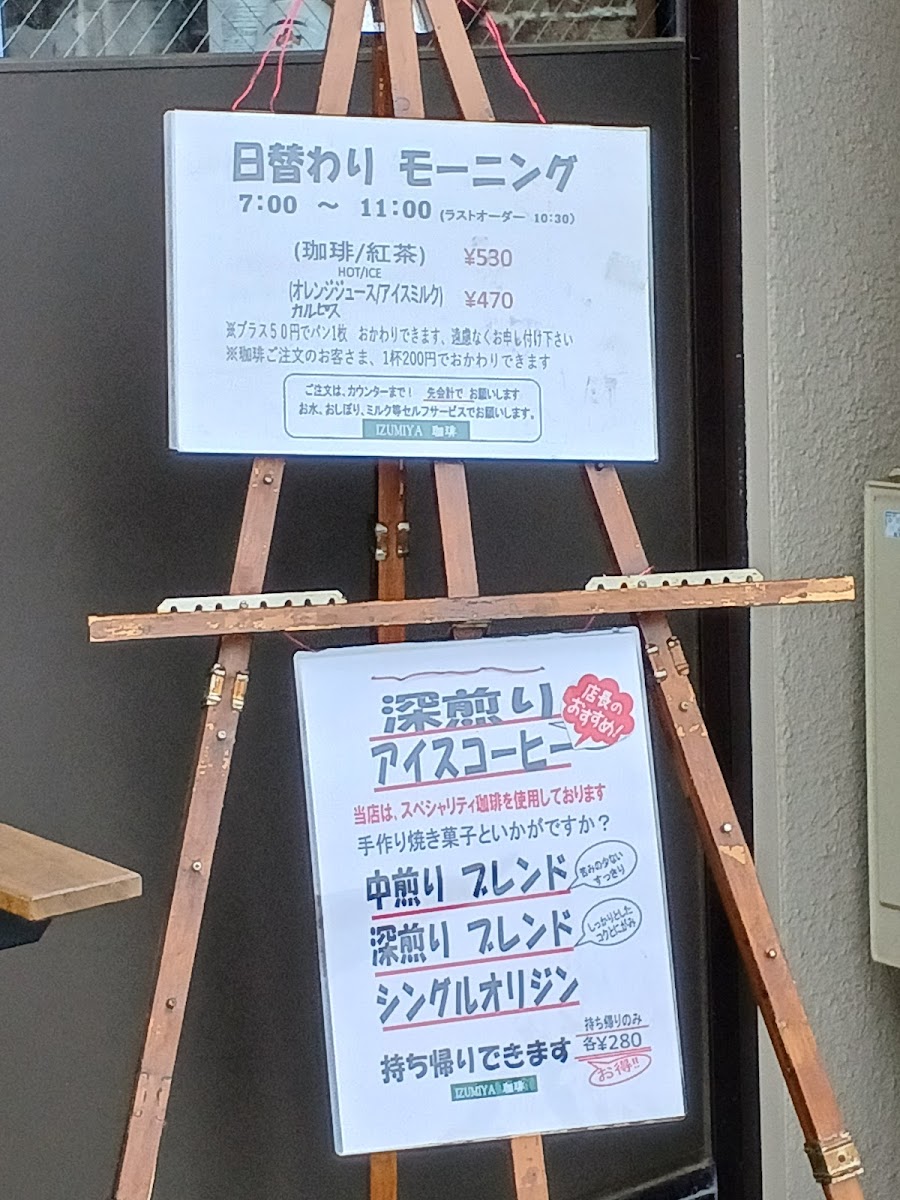 日替わり モーニング
7:00 ～ 11:00 (ラストオーダー 10:30)
(珈琲/紅茶) ¥530
HOT/ICE
(オレンジジュース/アイスミルク) ¥470
カルピス
※プラス50円でパン1枚 おかわりできます、遠慮なくお申し付け下さい
※珈琲ご注文のお客さま、1杯200円でおかわりできます
ご注文は、カウンターまで! 先会計で お願いします
お水、おしぼり、ミルク等セルフサービスでお願いします。
IZUMIYA 珈琲
深煎り
店長の
おすすめ!
アイスコーヒー
当店は、スペシャリティ珈琲を使用しております
手作り焼き菓子といかがですか?
中煎り ブレンド
苦みの少ない
すっきり
深煎り ブレンド
しっかりとした
コクとにがみ
シングルオリジン
持ち帰りできます
持ち帰りのみ
各¥280
お得!!
IZUMIYA 珈琲